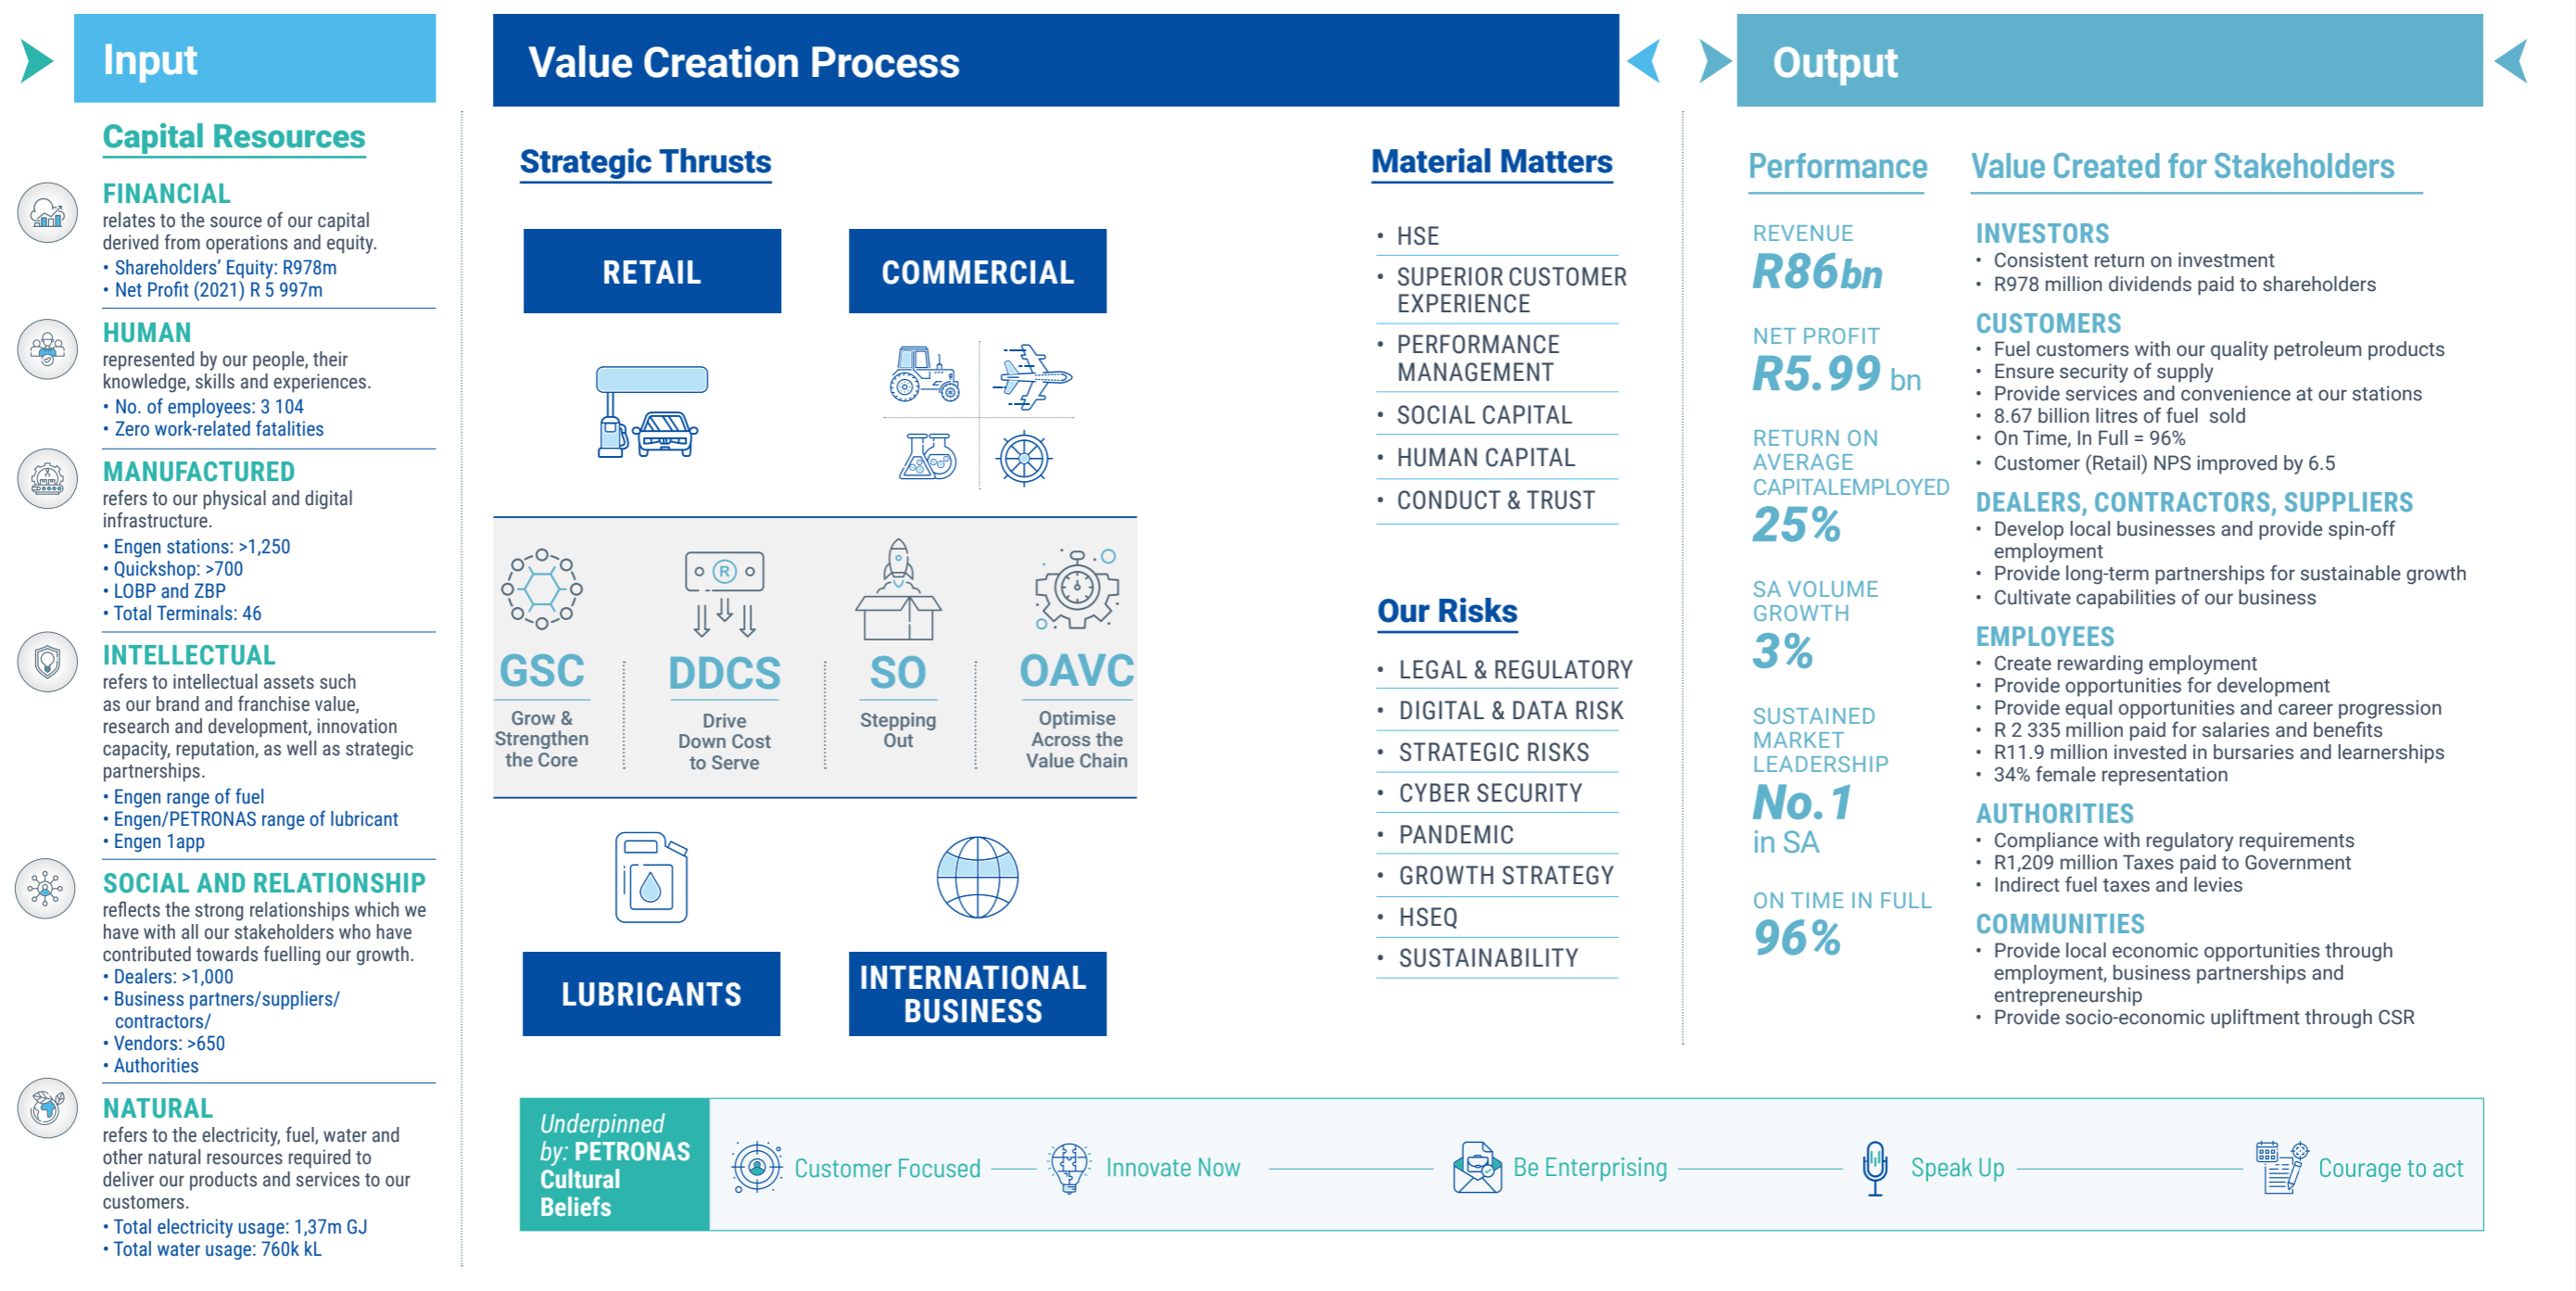 Input
Capital Resources
FINANCIAL
relates to the source of our capital
derived from operations and equity.
• Shareholders’ Equity: R978m
• Net Profit (2021) R 5 997m
HUMAN
represented by our people, their
knowledge, skills and experiences.
• No. of employees: 3 104
• Zero work-related fatalities
MANUFACTURED
refers to our physical and digital
infrastructure.
• Engen stations: >1,250
• Quickshop: >700
• LOBP and ZBP
• Total Terminals: 46
INTELLECTUAL
refers to intellectual assets such
as our brand and franchise value,
research and development, innovation
capacity, reputation, as well as strategic
partnerships.
• Engen range of fuel
• Engen/PETRONAS range of lubricant
• Engen 1app
SOCIAL AND RELATIONSHIP
reflects the strong relationships which we
have with all our stakeholders who have
contributed towards fuelling our growth.
• Dealers: >1,000
• Business partners/suppliers/
contractors/
• Vendors: >650
• Authorities
NATURAL
refers to the electricity, fuel, water and
other natural resources required to
deliver our products and services to our
customers.
• Total electricity usage: 1,37m GJ
• Total water usage: 760k kL
Value Creation Process
Strategic Thrusts
RETAIL
COMMERCIAL
R
GSC
Grow &
Strengthen
the Core
DDCS
Drive
Down Cost
to Serve
SO
Stepping
Out
OAVC
Optimise
Across the
Value Chain
LUBRICANTS
INTERNATIONAL
BUSINESS
Material Matters
• HSE
• SUPERIOR CUSTOMER
EXPERIENCE
• PERFORMANCE
MANAGEMENT
• SOCIAL CAPITAL
• HUMAN CAPITAL
• CONDUCT & TRUST
Our Risks
• LEGAL & REGULATORY
• DIGITAL & DATA RISK
• STRATEGIC RISKS
• CYBER SECURITY
• PANDEMIC
• GROWTH STRATEGY
• HSEQ
• SUSTAINABILITY
Output
Performance
REVENUE
R86bn
NET PROFIT
R5.99 bn
RETURN ON
AVERAGE
CAPITALEMPLOYED
25%
SA VOLUME
GROWTH
3%
SUSTAINED
MARKET
LEADERSHIP
No.1
in SA
ON TIME IN FULL
96%
Value Created for Stakeholders
INVESTORS
• Consistent return on investment
• R978 million dividends paid to shareholders
CUSTOMERS
• Fuel customers with our quality petroleum products
• Ensure security of supply
• Provide services and convenience at our stations
• 8.67 billion litres of fuel sold
• On Time, In Full = 96%
• Customer (Retail) NPS improved by 6.5
DEALERS, CONTRACTORS, SUPPLIERS
• Develop local businesses and provide spin-off
employment
• Provide long-term partnerships for sustainable growth
• Cultivate capabilities of our business
EMPLOYEES
• Create rewarding employment
• Provide opportunities for development
• Provide equal opportunities and career progression
• R 2 335 million paid for salaries and benefits
• R11.9 million invested in bursaries and learnerships
• 34% female representation
AUTHORITIES
• Compliance with regulatory requirements
• R1,209 million Taxes paid to Government
• Indirect fuel taxes and levies
COMMUNITIES
• Provide local economic opportunities through
employment, business partnerships and
entrepreneurship
• Provide socio-economic upliftment through CSR
Underpinned
by: PETRONAS
Cultural
Beliefs
Customer Focused
Innovate Now
Be Enterprising
Speak Up
Courage to act